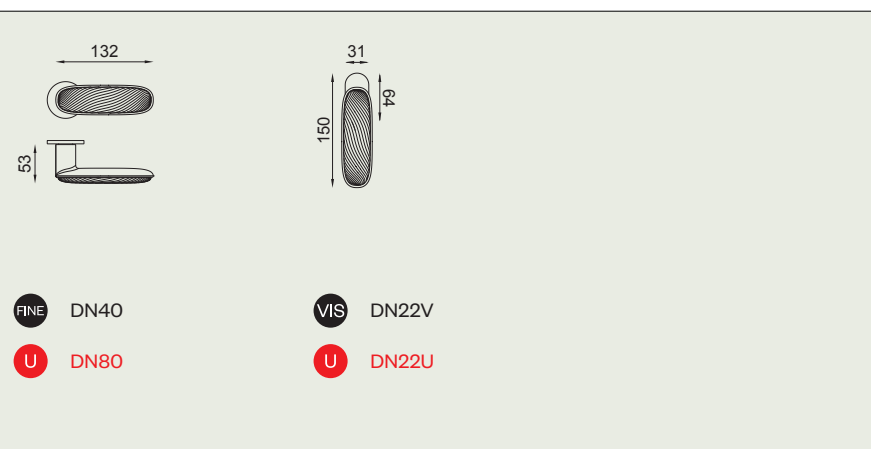 132
53
31
64
150
FINE DN40
U DN80
VIS DN22V
U DN22U